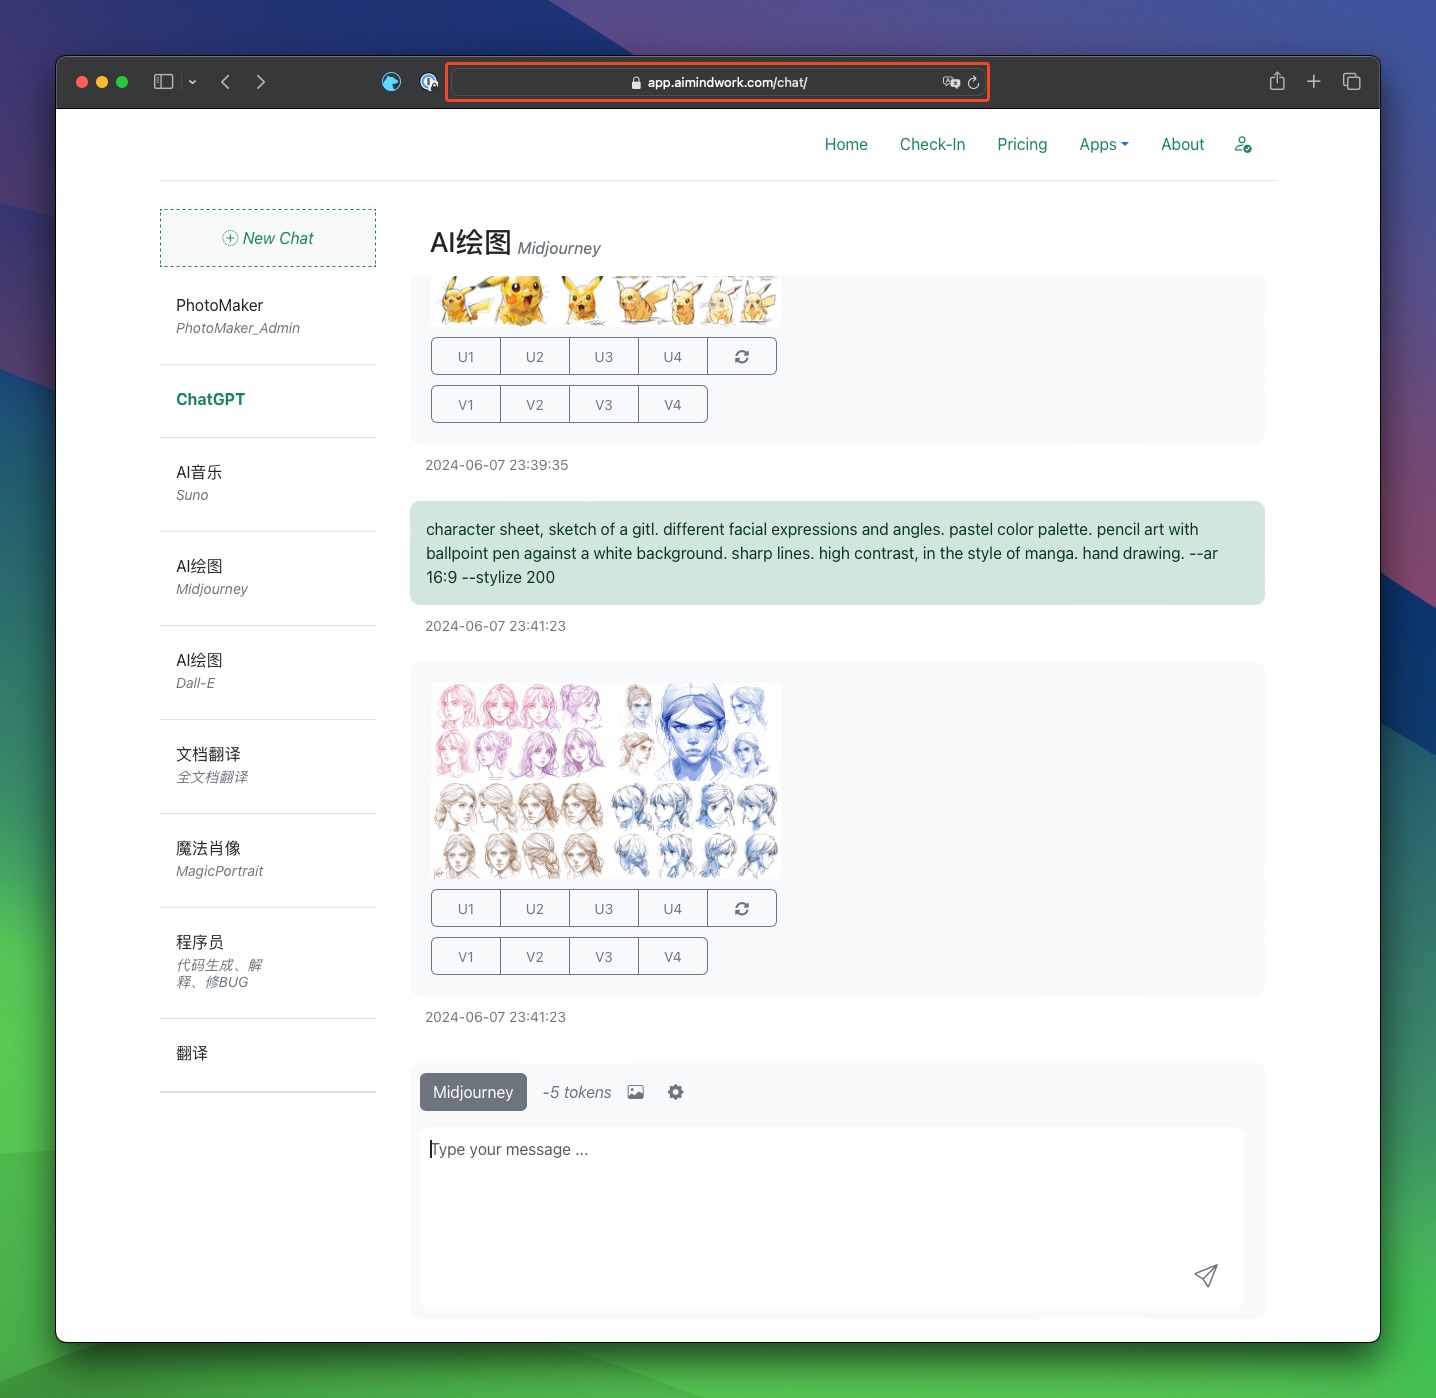 app.aimindwork.com/chat/
Home Check-In Pricing Apps About
New Chat
PhotoMaker
PhotoMaker_Admin
ChatGPT
AI音乐
Suno
AI绘图
Midjourney
AI绘图
Dall-E
文档翻译
全文档翻译
魔法肖像
MagicPortrait
程序员
代码生成、解
释、修BUG
翻译
AI绘图 Midjourney
U1 U2 U3 U4
V1 V2 V3 V4
2024-06-07 23:39:35
character sheet, sketch of a gitl. different facial expressions and angles. pastel color palette. pencil art with
ballpoint pen against a white background. sharp lines. high contrast, in the style of manga. hand drawing. --ar
16:9 --stylize 200
2024-06-07 23:41:23
U1 U2 U3 U4
V1 V2 V3 V4
2024-06-07 23:41:23
Midjourney -5 tokens
Type your message ...